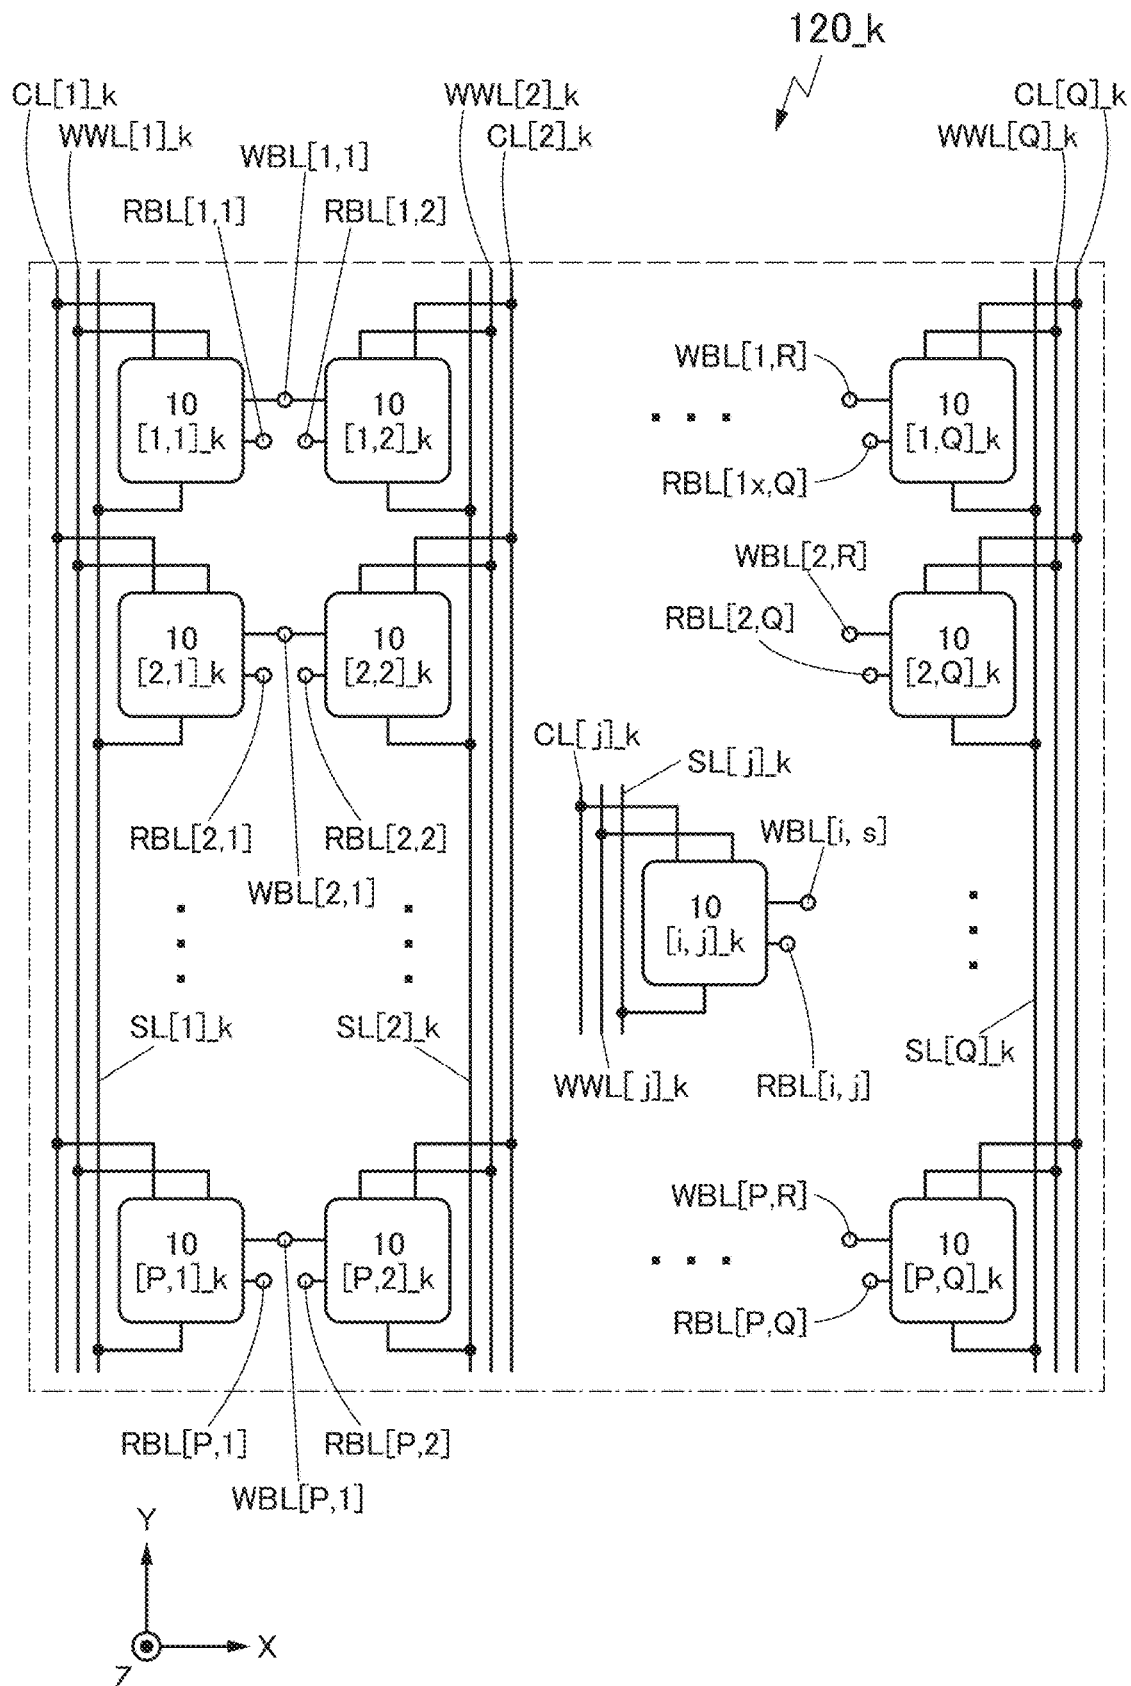 120_k
CL[1]_k
WWL[2]_k
CL[Q]_k
WWL[1]_k
CL[2]_k
WWL[Q]_k
WBL[1,1]
RBL[1,1]
RBL[1,2]
WBL[1,R]
10
[1,1]_k
10
[1,2]_k
10
[1,Q]_k
RBL[1x,Q]
WBL[2,R]
RBL[2,Q]
10
[2,1]_k
10
[2,2]_k
10
[2,Q]_k
CL[j]_k
SL[j]_k
RBL[2,1]
RBL[2,2]
WBL[i, s]
WBL[2,1]
10
[i, j]_k
SL[1]_k
SL[2]_k
SL[Q]_k
WWL[j]_k
RBL[i, j]
WBL[P,R]
10
[P,1]_k
10
[P,2]_k
10
[P,Q]_k
RBL[P,Q]
RBL[P,1]
RBL[P,2]
WBL[P,1]
Y
X
Z